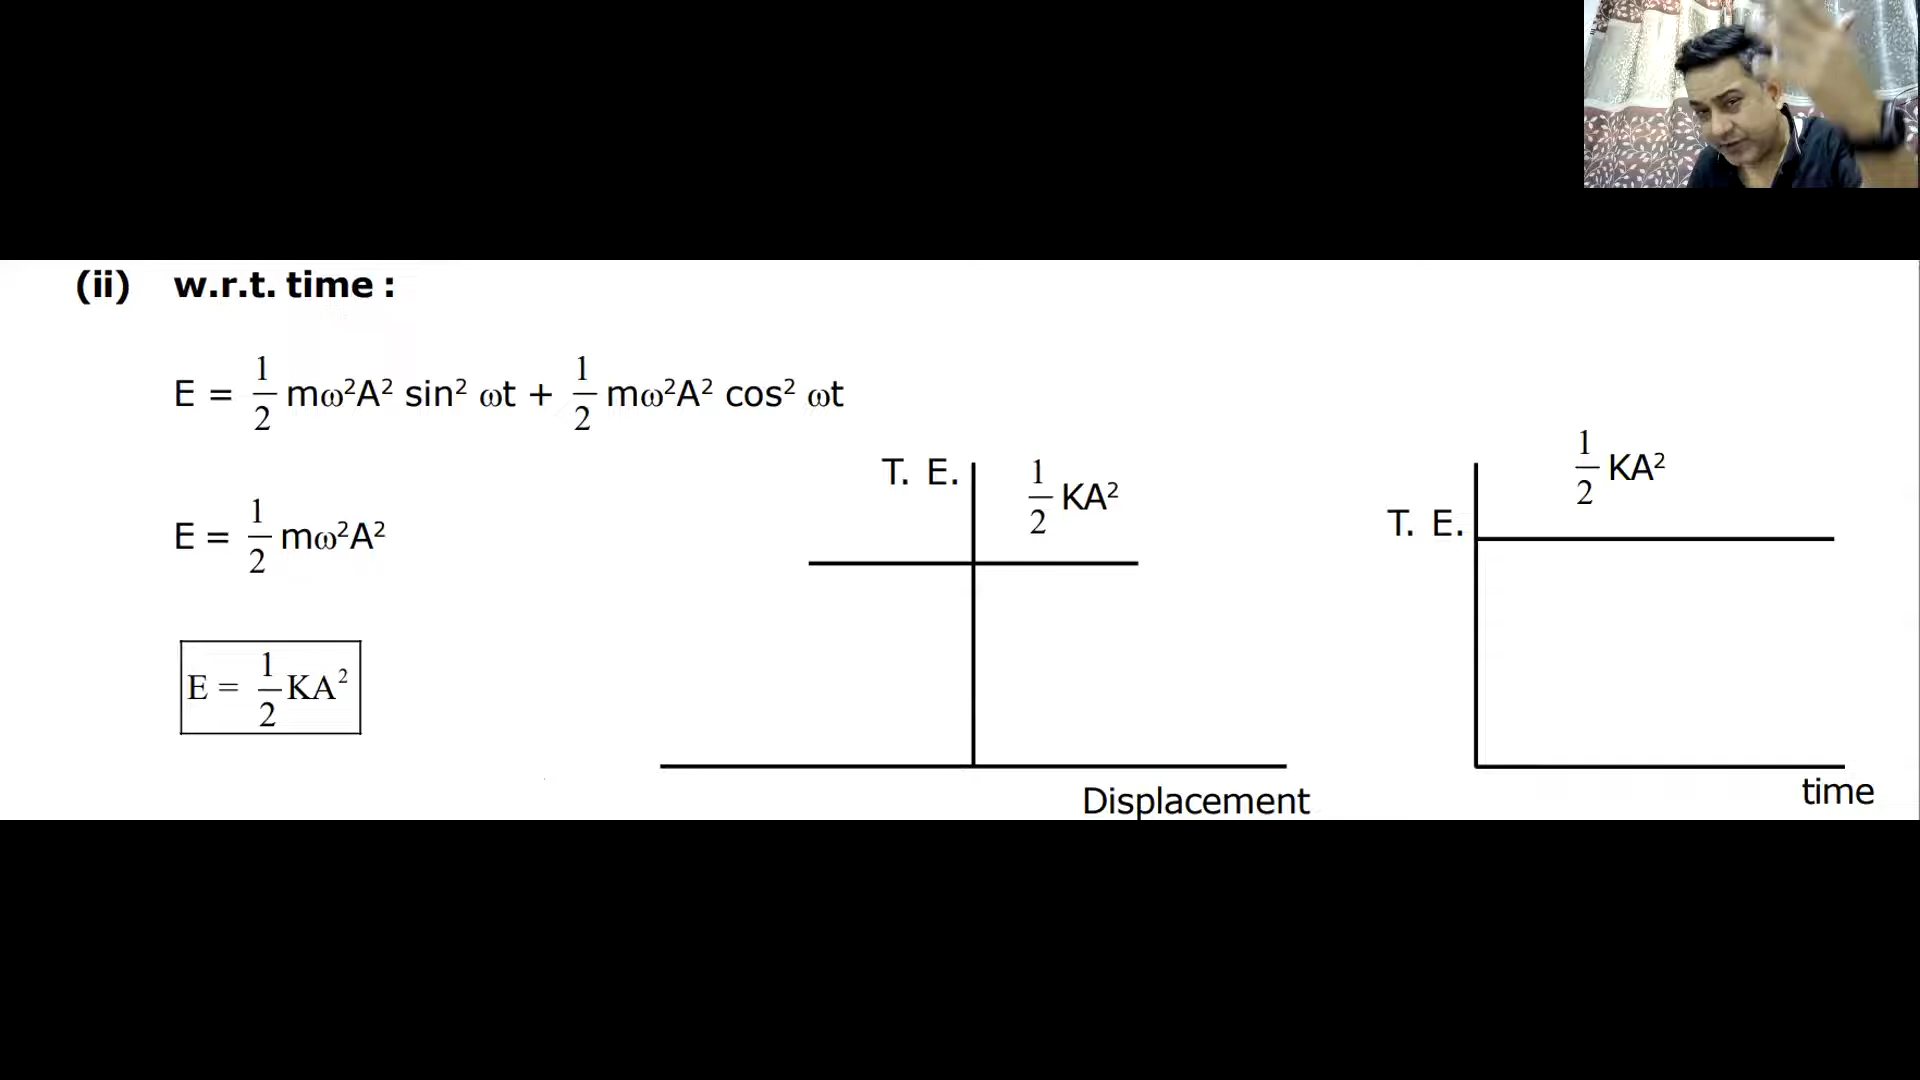 (ii) w.r.t. time :
E = 1/2 mω²A² sin² ωt + 1/2 mω²A² cos² ωt
E = 1/2 mω²A²
E = 1/2 KA²
T. E.
1/2 KA²
Displacement
T. E.
1/2 KA²
time